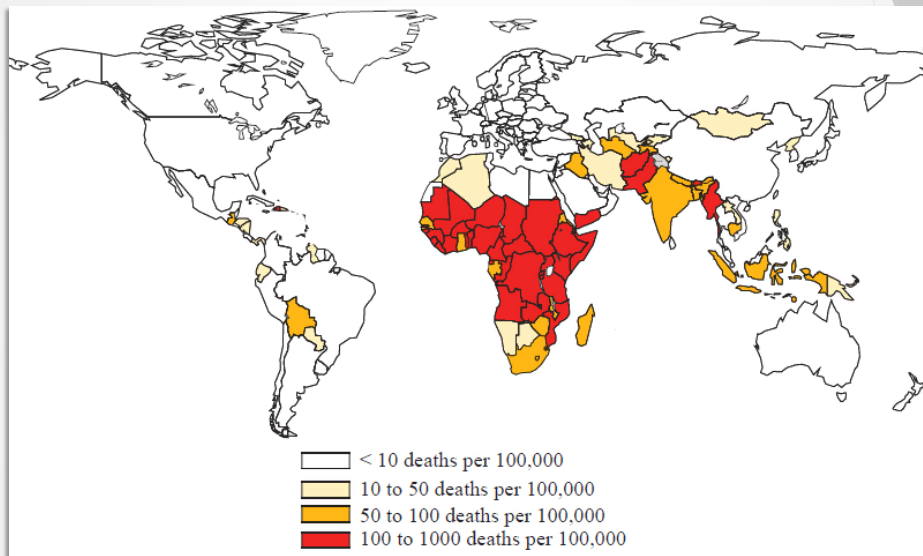 < 10 deaths per 100,000
10 to 50 deaths per 100,000
50 to 100 deaths per 100,000
100 to 1000 deaths per 100,000